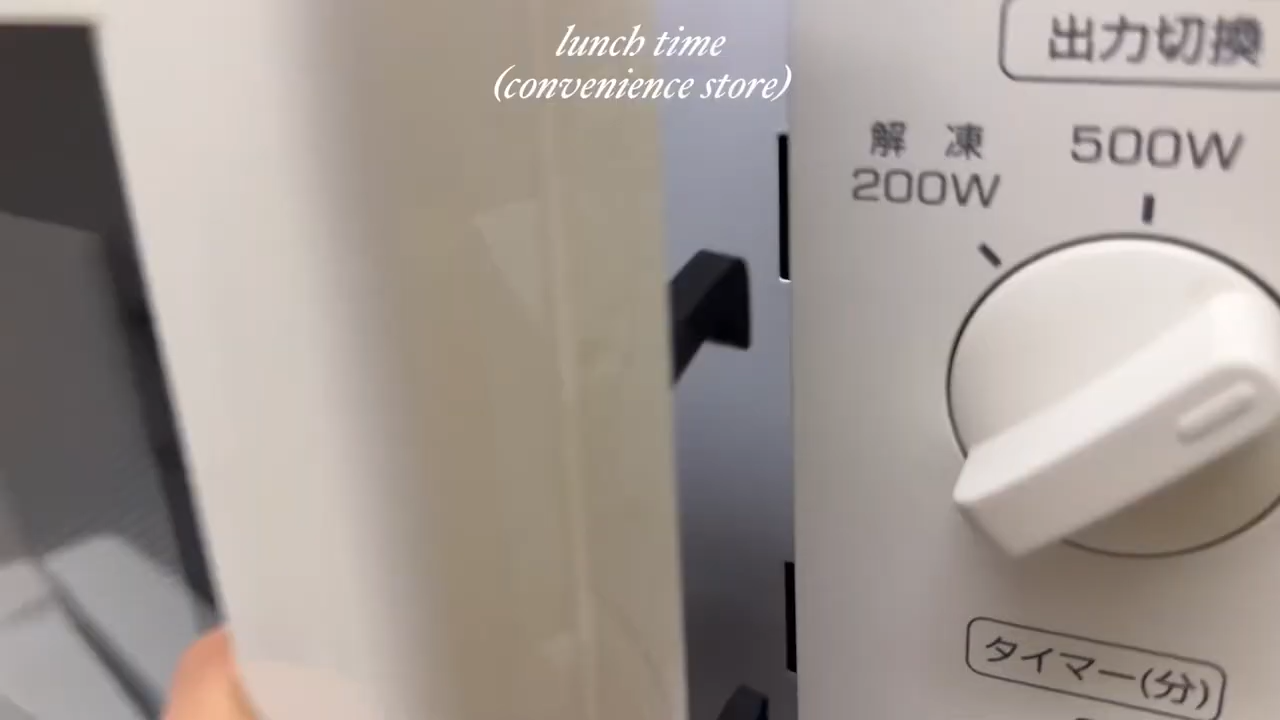 lunch time
(convenience store)
出力切換
解 凍
200W
500W
タイマー(分)